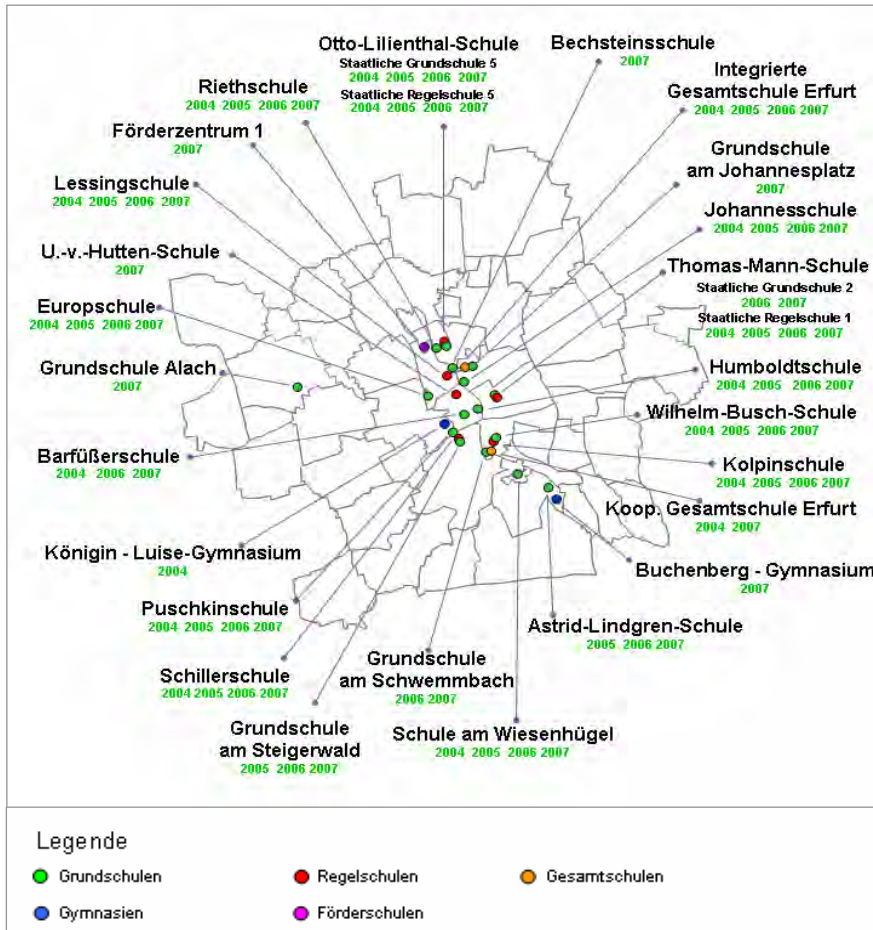 Otto-Lilienthal-Schule
Staatliche Grundschule 5
2004 2005 2006 2007
Staatliche Regelschule 5
2004 2005 2006 2007
Bechsteinsschule
2007
Integrierte
Gesamtschule Erfurt
2004 2005 2006 2007
Riethschule
2004 2005 2006 2007
Förderzentrum 1
2007
Grundschule
am Johannesplatz
2007
Lessingschule
2004 2005 2006 2007
Johannesschule
2004 2005 2006 2007
U.-v.-Hutten-Schule
2007
Thomas-Mann-Schule
Staatliche Grundschule 2
2006 2007
Staatliche Regelschule 1
2004 2005 2006 2007
Europschule
2004 2005 2006 2007
Grundschule Alach
2007
Humboldtschule
2004 2005 2006 2007
Wilhelm-Busch-Schule
2004 2005 2006 2007
Barfüßerschule
2004 2006 2007
Kolpinschule
2004 2005 2006 2007
Koop. Gesamtschule Erfurt
2004 2007
Königin - Luise-Gymnasium
2004
Buchenberg - Gymnasium
2007
Puschkinschule
2004 2005 2006 2007
Astrid-Lindgren-Schule
2005 2006 2007
Schillerschule
2004 2005 2006 2007
Grundschule
am Schwemmbach
2006 2007
Grundschule
am Steigerwald
2005 2006 2007
Schule am Wiesenhügel
2004 2005 2006 2007
Legende
Grundschulen
Regelschulen
Gesamtschulen
Gymnasien
Förderschulen